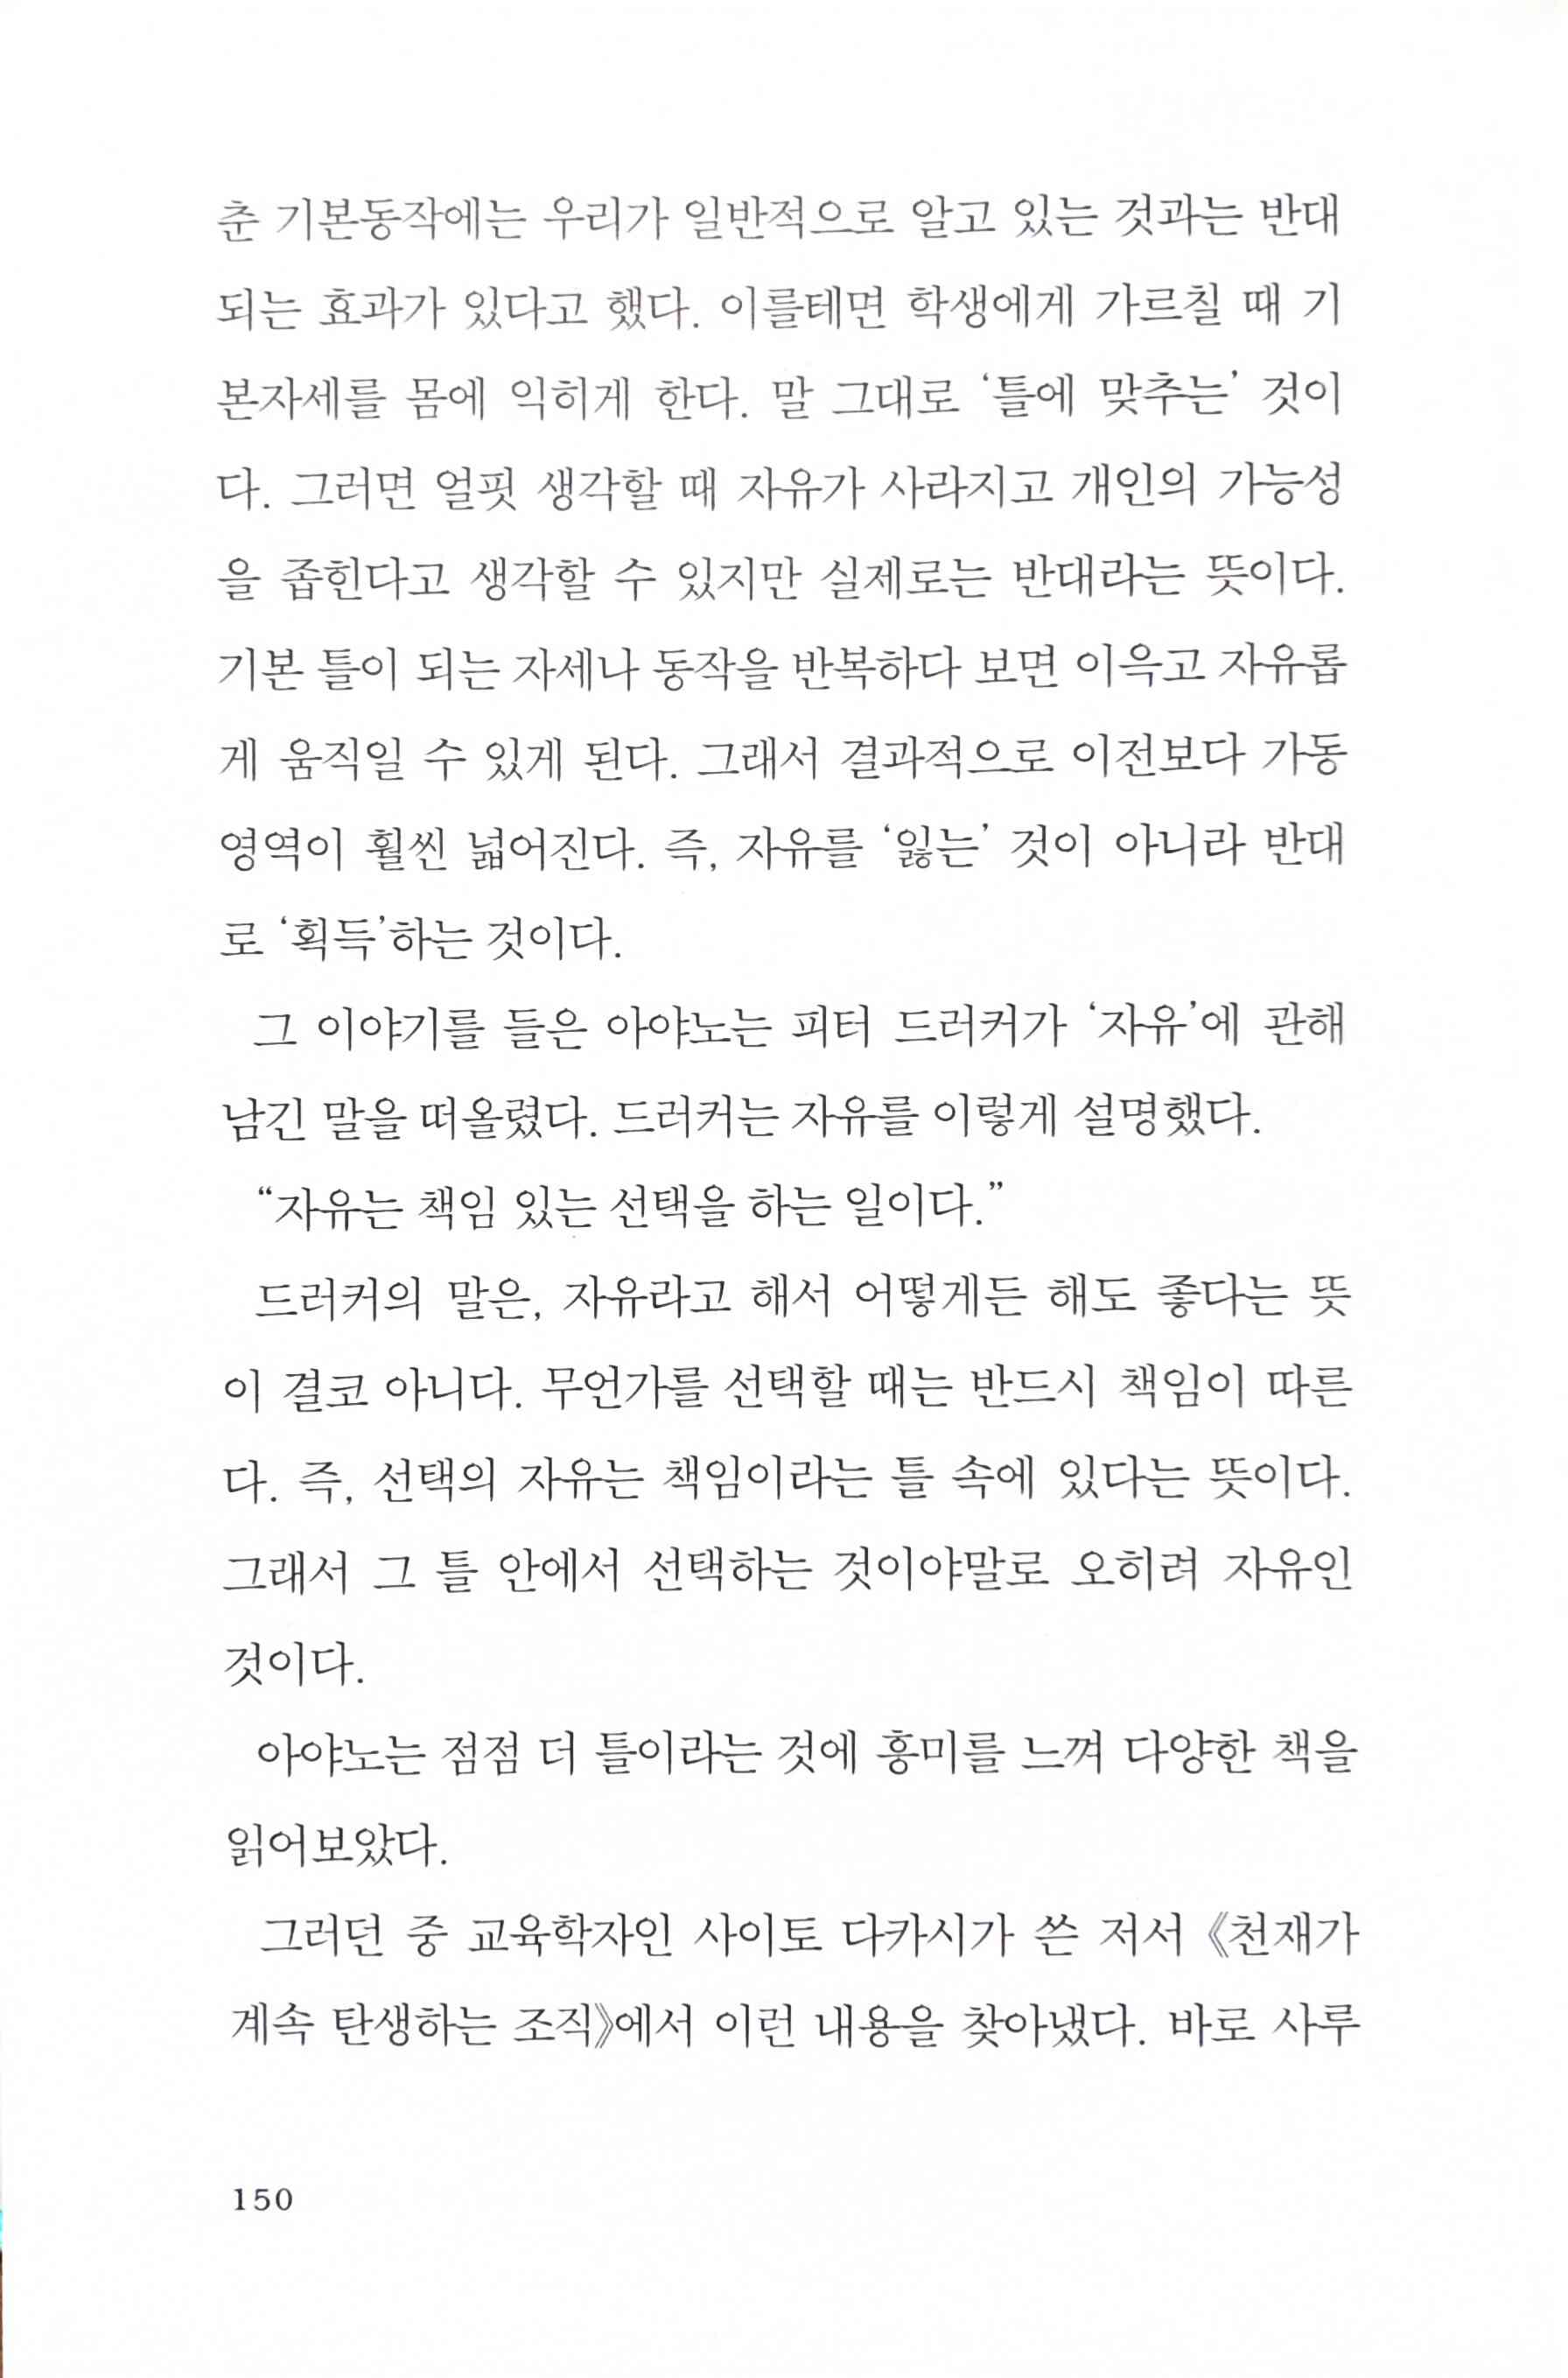 춘 기본동작에는 우리가 일반적으로 알고 있는 것과는 반대
되는 효과가 있다고 했다. 이를테면 학생에게 가르칠 때 기
본자세를 몸에 익히게 한다. 말 그대로 ‘틀에 맞추는’ 것이
다. 그러면 얼핏 생각할 때 자유가 사라지고 개인의 가능성
을 좁힌다고 생각할 수 있지만 실제로는 반대라는 뜻이다.
기본 틀이 되는 자세나 동작을 반복하다 보면 이윽고 자유롭
게 움직일 수 있게 된다. 그래서 결과적으로 이전보다 가동
영역이 훨씬 넓어진다. 즉, 자유를 ‘잃는’ 것이 아니라 반대
로 ‘획득’하는 것이다.
그 이야기를 들은 아야노는 피터 드러커가 ‘자유’에 관해
남긴 말을 떠올렸다. 드러커는 자유를 이렇게 설명했다.
“자유는 책임 있는 선택을 하는 일이다.”
드러커의 말은, 자유라고 해서 어떻게든 해도 좋다는 뜻
이 결코 아니다. 무언가를 선택할 때는 반드시 책임이 따른
다. 즉, 선택의 자유는 책임이라는 틀 속에 있다는 뜻이다.
그래서 그 틀 안에서 선택하는 것이야말로 오히려 자유인
것이다.
아야노는 점점 더 틀이라는 것에 흥미를 느껴 다양한 책을
읽어보았다.
그러던 중 교육학자인 사이토 다카시가 쓴 저서 《천재가
계속 탄생하는 조직》에서 이런 내용을 찾아냈다. 바로 사루
150